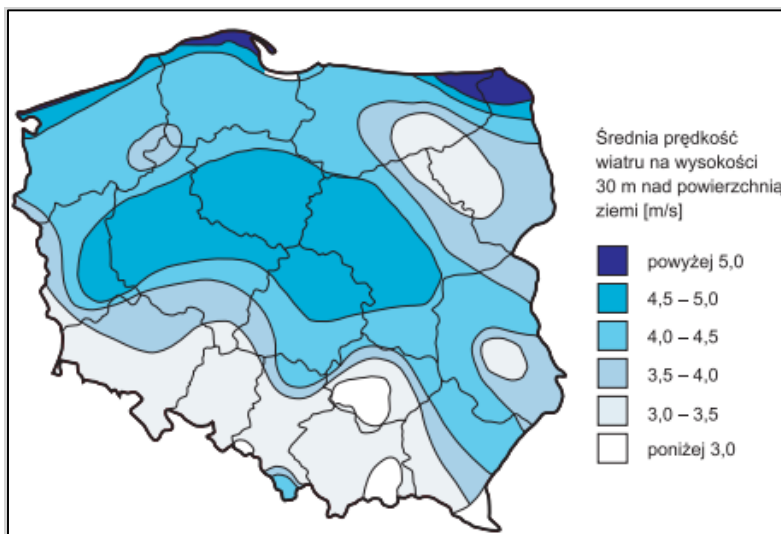 Średnia prędkość
wiatru na wysokości
30 m nad powierzchnią
ziemi [m/s]
powyżej 5,0
4,5 – 5,0
4,0 – 4,5
3,5 – 4,0
3,0 – 3,5
poniżej 3,0